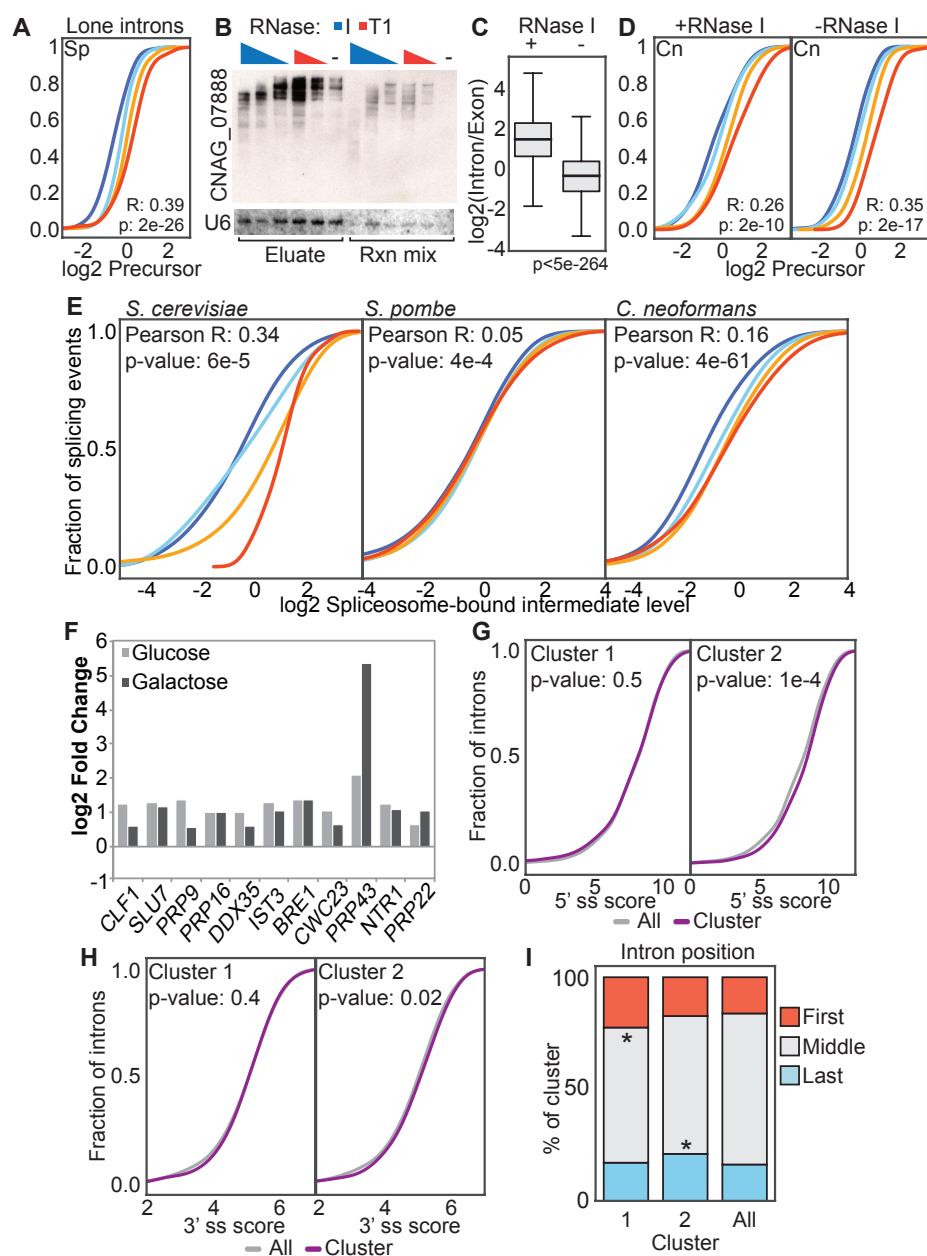 A
Lone introns
Sp
1
0.8
0.6
0.4
0.2
0
R: 0.39
p: 2e-26
-2 0 2
log2 Precursor
B
RNase: I T1
-
-
CNAG_07888
U6
Eluate
Rxn mix
C
RNase I
+ -
log2(Intron/Exon)
4
2
0
-2
-4
p<5e-264
D
+RNase I
-RNase I
Cn
Cn
1
0.8
0.6
0.4
0.2
0
R: 0.26
p: 2e-10
R: 0.35
p: 2e-17
-2 0 2
-2 0 2
log2 Precursor
E
S. cerevisiae
S. pombe
C. neoformans
Pearson R: 0.34
p-value: 6e-5
Pearson R: 0.05
p-value: 4e-4
Pearson R: 0.16
p-value: 4e-61
Fraction of splicing events
1.0
0.5
0.0
-4 -2 0 2
4 -4 -2 0 2
4 -4 -2 0 2 4
log2 Spliceosome-bound intermediate level
F
Glucose
Galactose
log2 Fold Change
6
5
4
3
2
1
0
-1
CLF1
SLU7
PRP9
PRP16
DDX35
IST3
BRE1
CWC23
PRP43
NTR1
PRP22
G
Cluster 1
p-value: 0.5
Cluster 2
p-value: 1e-4
Fraction of introns
1.0
0.5
0.0
0 5 10
0 5 10
5' ss score
5' ss score
All Cluster
H
Cluster 1
p-value: 0.4
Cluster 2
p-value: 0.02
Fraction of introns
1.0
0.5
0.0
2 4 6
2 4 6
3' ss score
3' ss score
All Cluster
I
Intron position
100
50
0
% of cluster
*
*
First
Middle
Last
1 2 All
Cluster